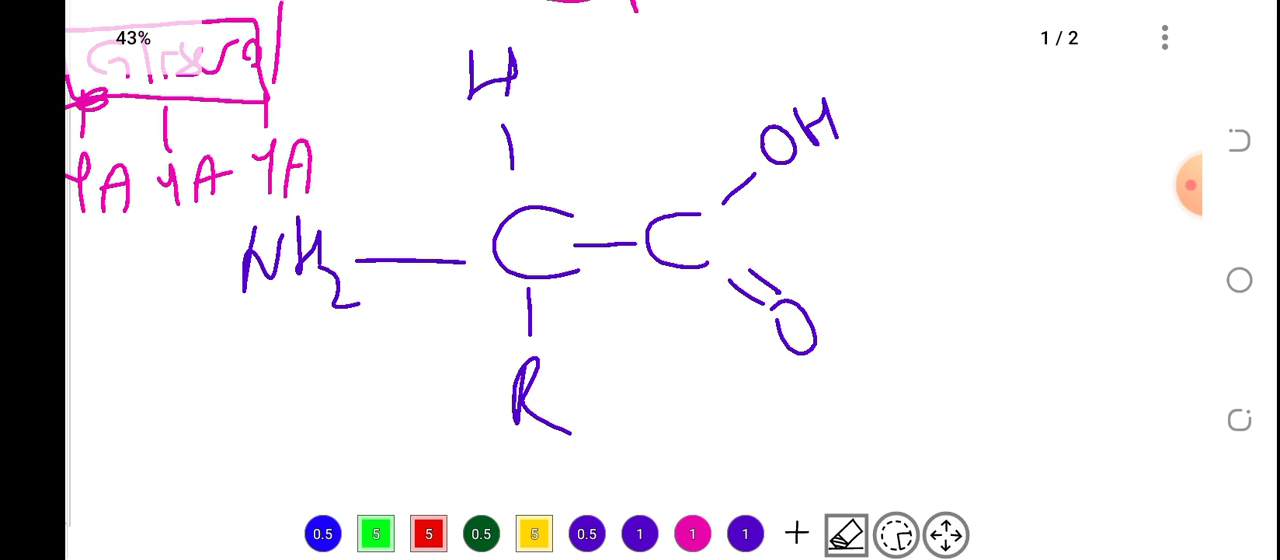 43%
1 / 2
H
OH
NH2 — C — C
O
R
0.5 5 5 0.5 5 0.5 1 1 1